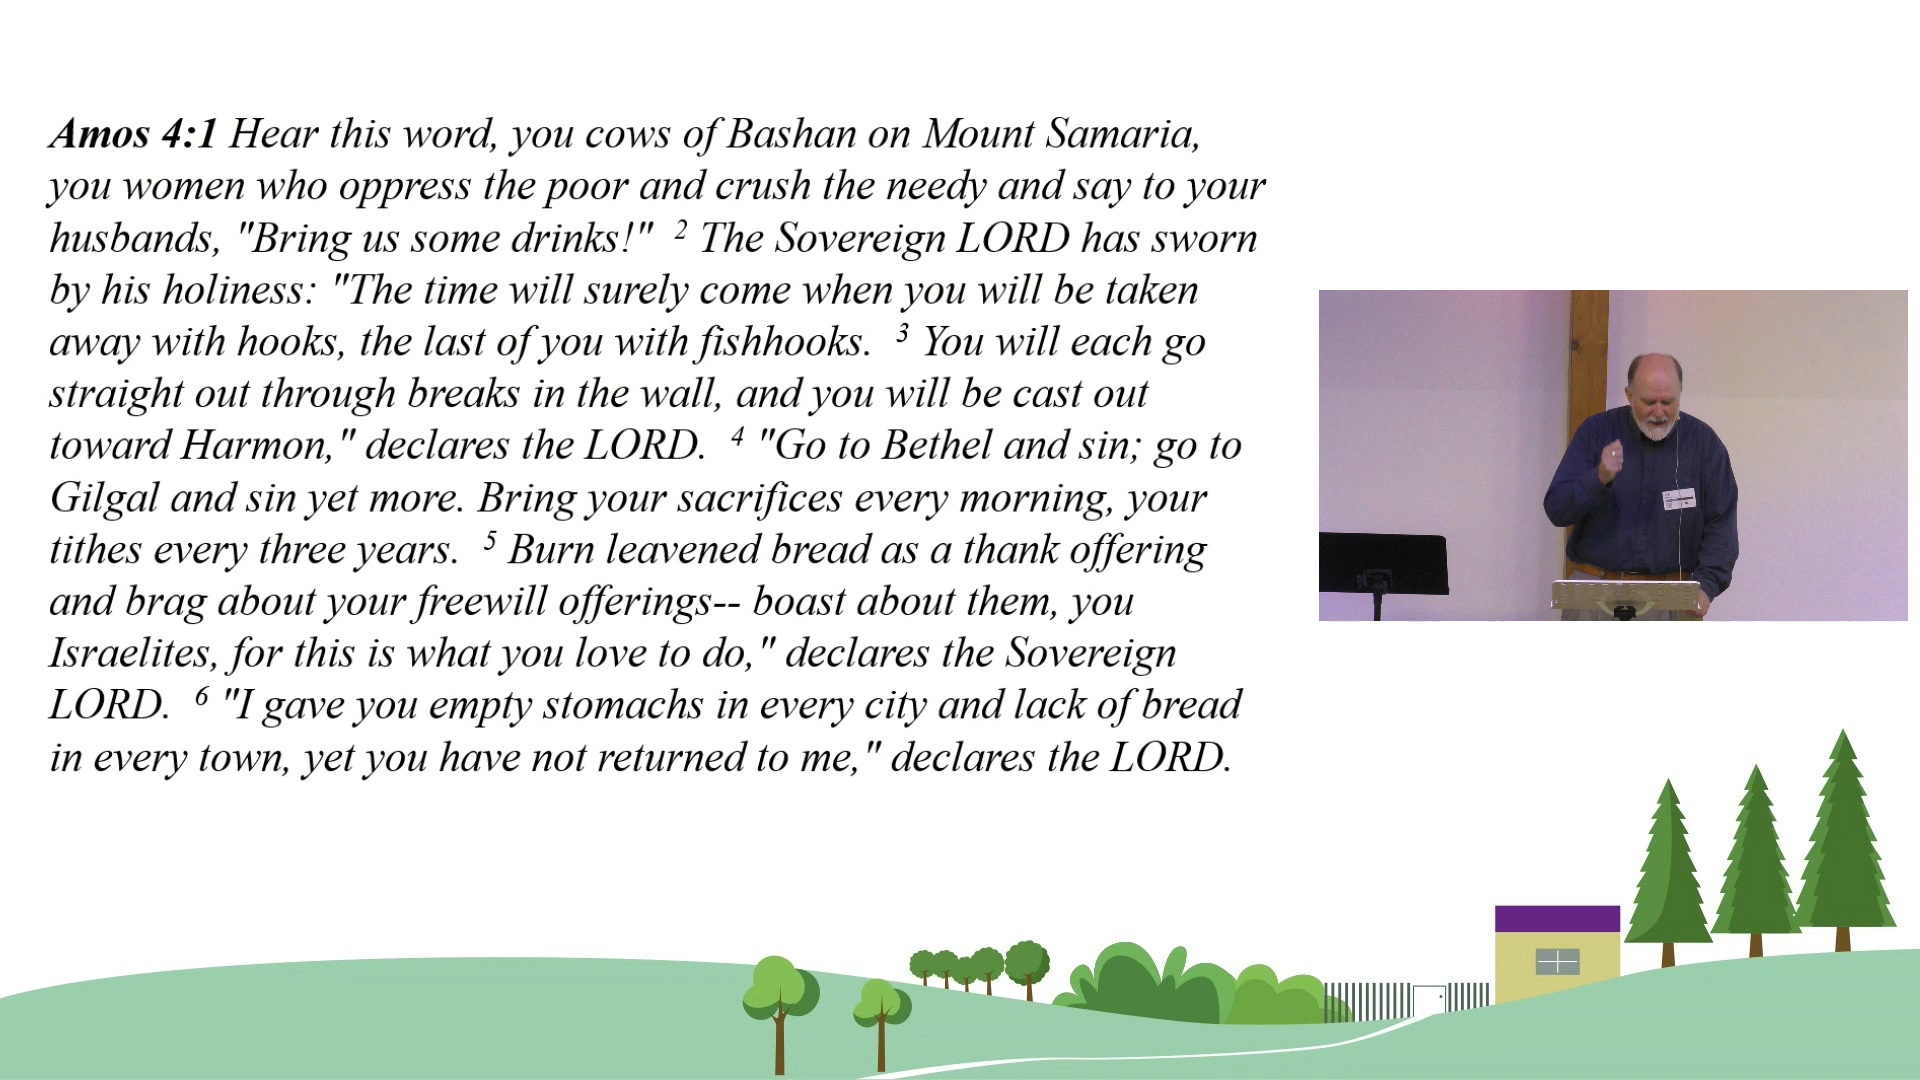 Amos 4:1 Hear this word, you cows of Bashan on Mount Samaria,
you women who oppress the poor and crush the needy and say to your
husbands, "Bring us some drinks!" 2 The Sovereign LORD has sworn
by his holiness: "The time will surely come when you will be taken
away with hooks, the last of you with fishhooks. 3 You will each go
straight out through breaks in the wall, and you will be cast out
toward Harmon," declares the LORD. 4 "Go to Bethel and sin; go to
Gilgal and sin yet more. Bring your sacrifices every morning, your
tithes every three years. 5 Burn leavened bread as a thank offering
and brag about your freewill offerings-- boast about them, you
Israelites, for this is what you love to do," declares the Sovereign
LORD. 6 "I gave you empty stomachs in every city and lack of bread
in every town, yet you have not returned to me," declares the LORD.